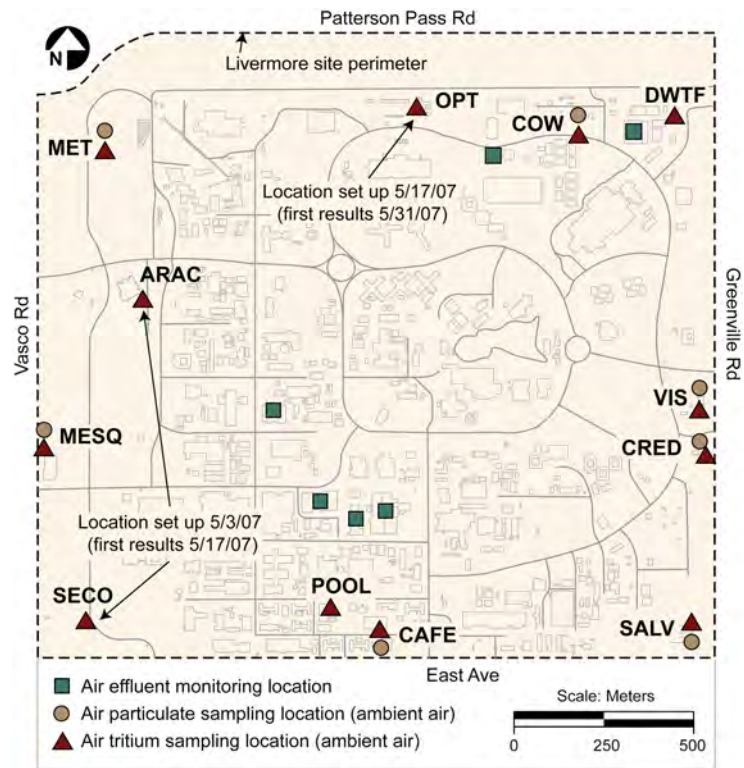 Patterson Pass Rd
N
Livermore site perimeter
OPT
DWTF
COW
MET
Location set up 5/17/07
(first results 5/31/07)
ARAC
Vasco Rd
Greenville Rd
VIS
MESQ
CRED
Location set up 5/3/07
(first results 5/17/07)
SECO
POOL
CAFE
SALV
East Ave
Air effluent monitoring location
Air particulate sampling location (ambient air)
Air tritium sampling location (ambient air)
Scale: Meters
0 250 500